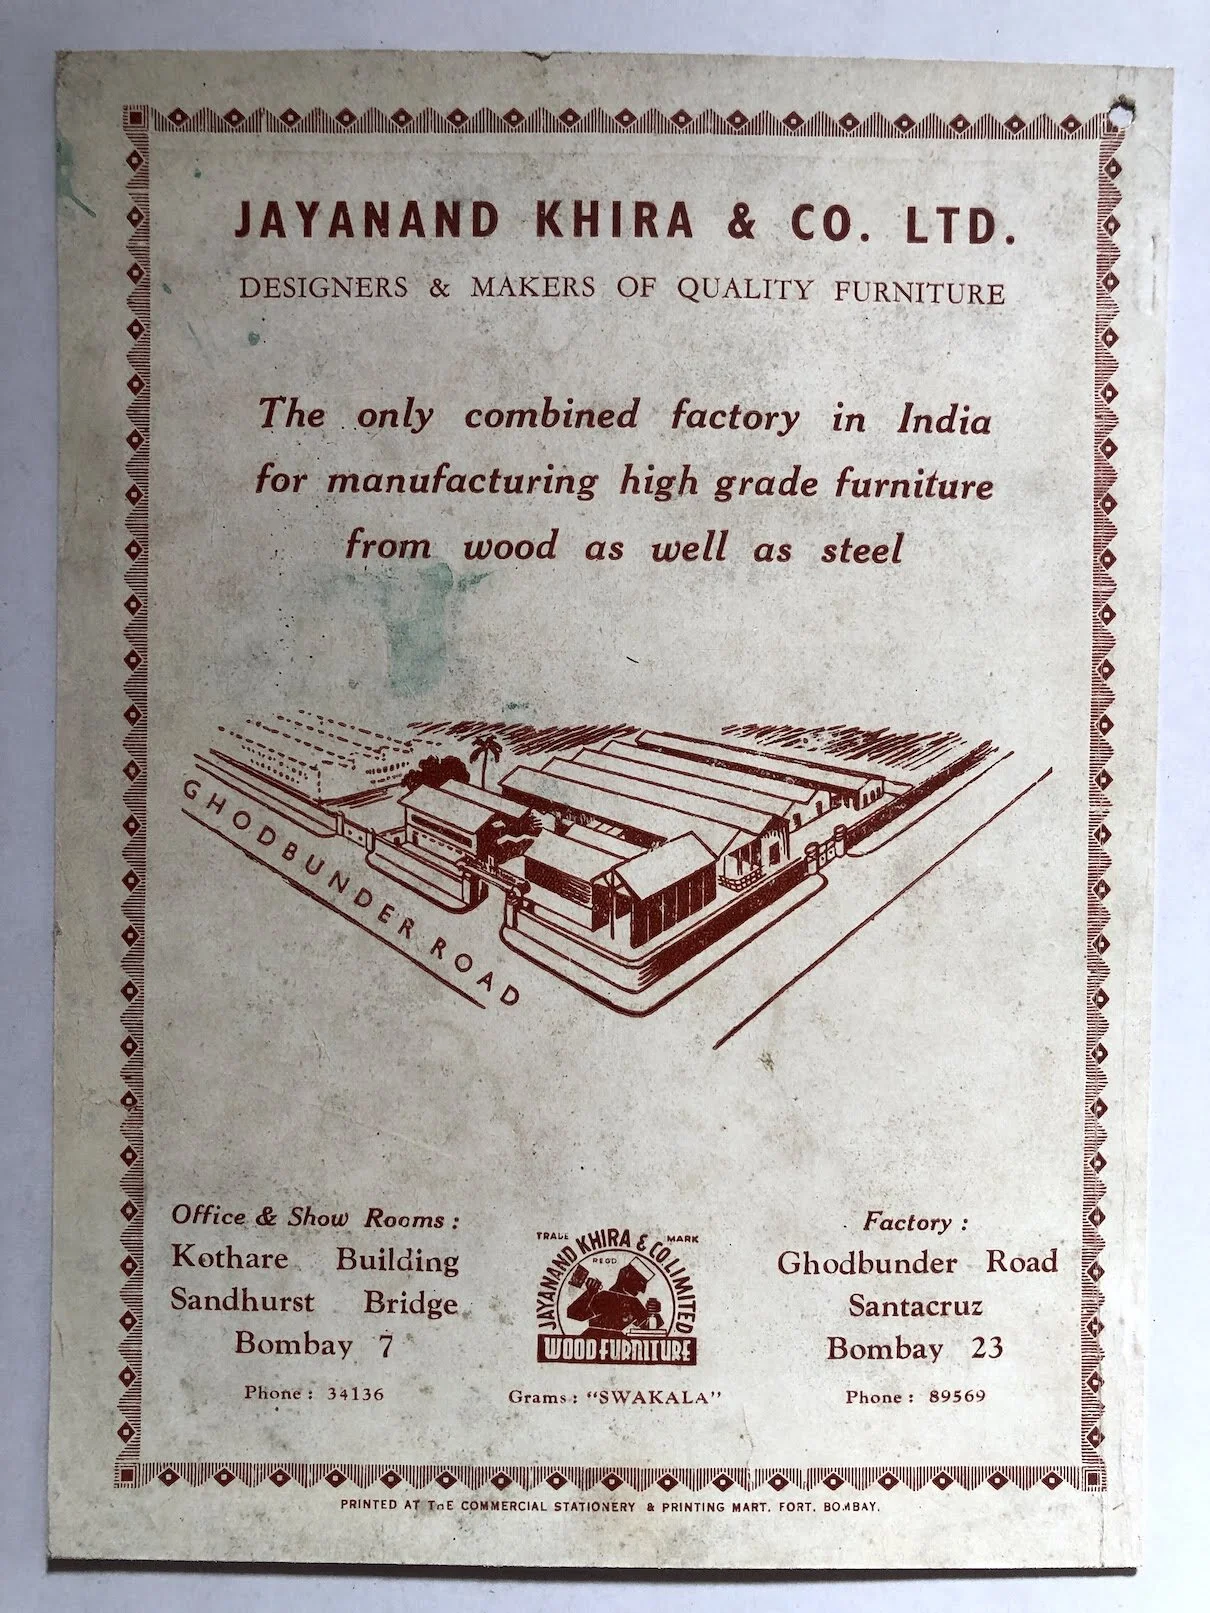 JAYANAND KHIRA & CO. LTD.
DESIGNERS & MAKERS OF QUALITY FURNITURE
The only combined factory in India
for manufacturing high grade furniture
from wood as well as steel
GHODBUNDER ROAD
Office & Show Rooms :
Kothare Building
Sandhurst Bridge
Bombay 7
Phone : 34136
TRADE MARK
JAYANAND KHIRA & CO. LIMITED
REGD
WOOD FURNITURE
Grams : "SWAKALA"
Factory :
Ghodbunder Road
Santacruz
Bombay 23
Phone : 89569
PRINTED AT THE COMMERCIAL STATIONERY & PRINTING MART. FORT. BOMBAY.